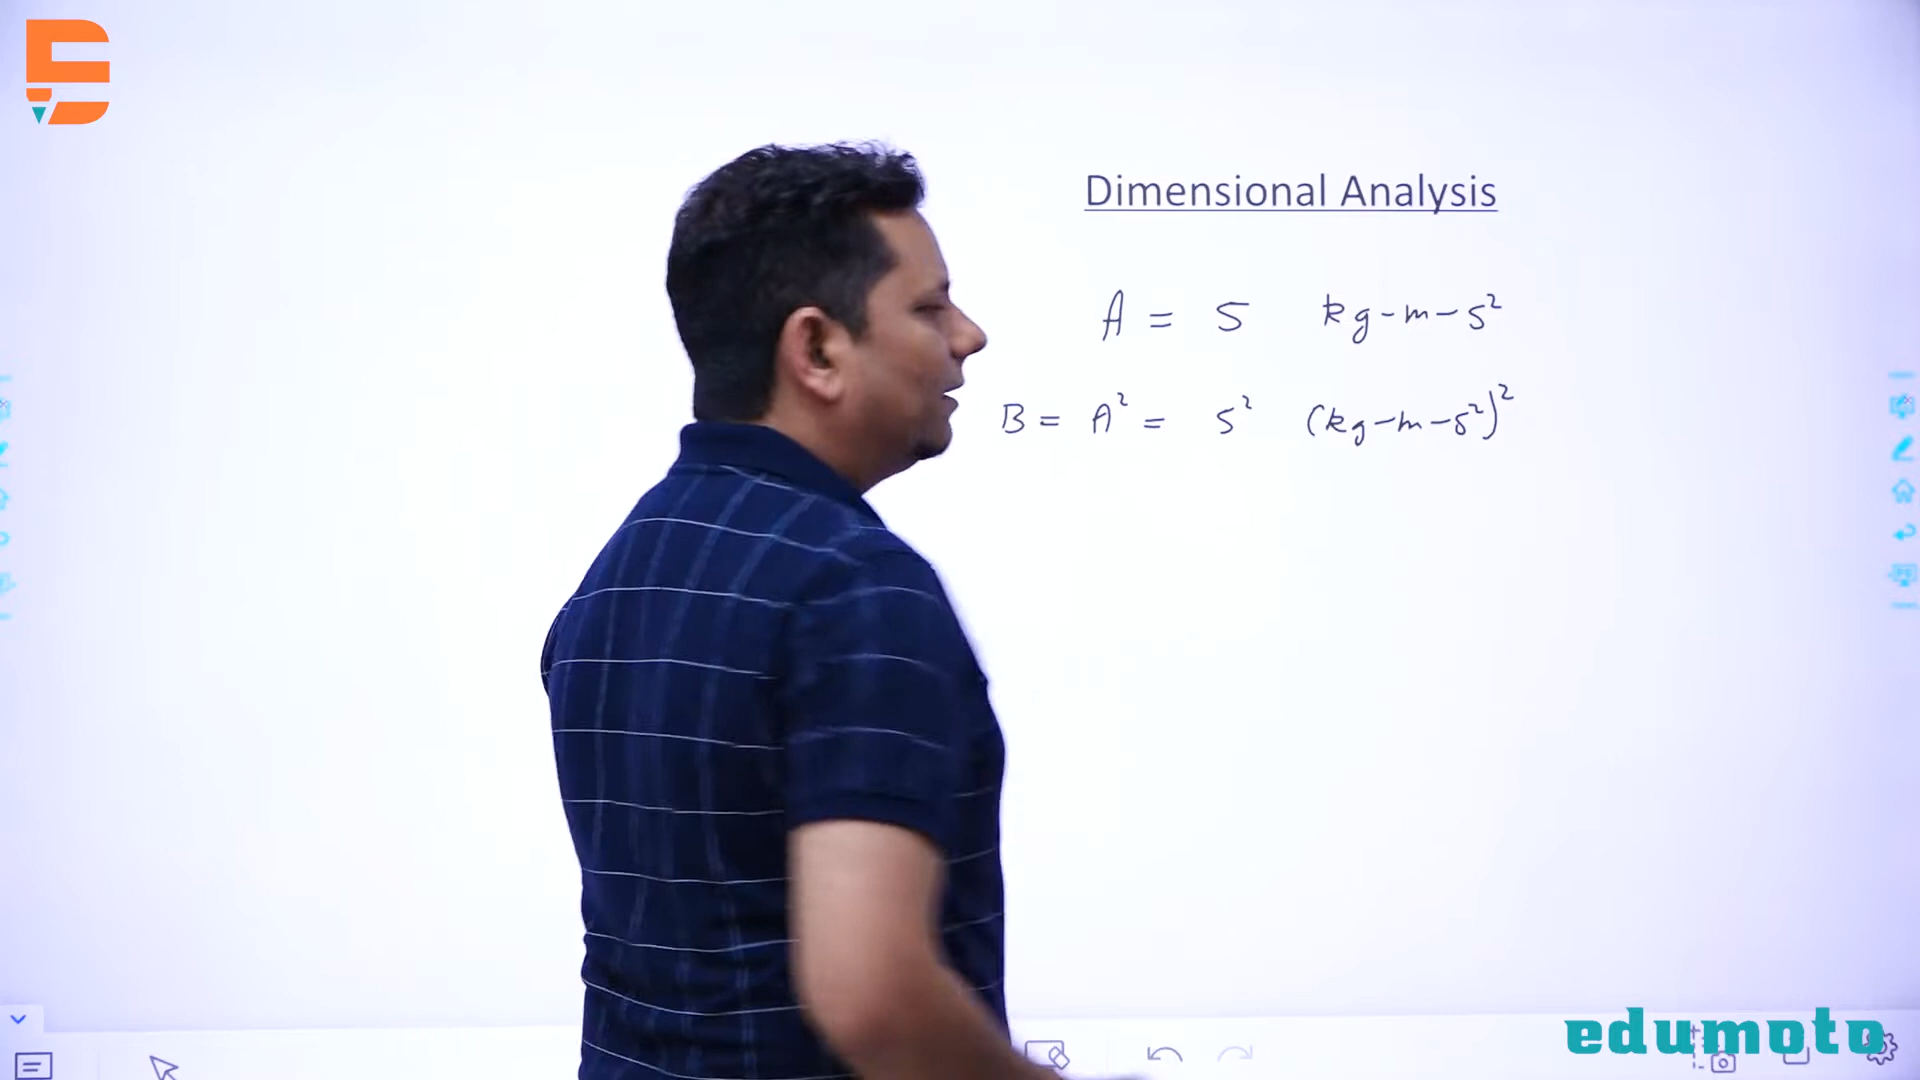 Dimensional Analysis
A = 5 kg-m-s²
B = A² = 5² (kg-m-s²)²
edumoto